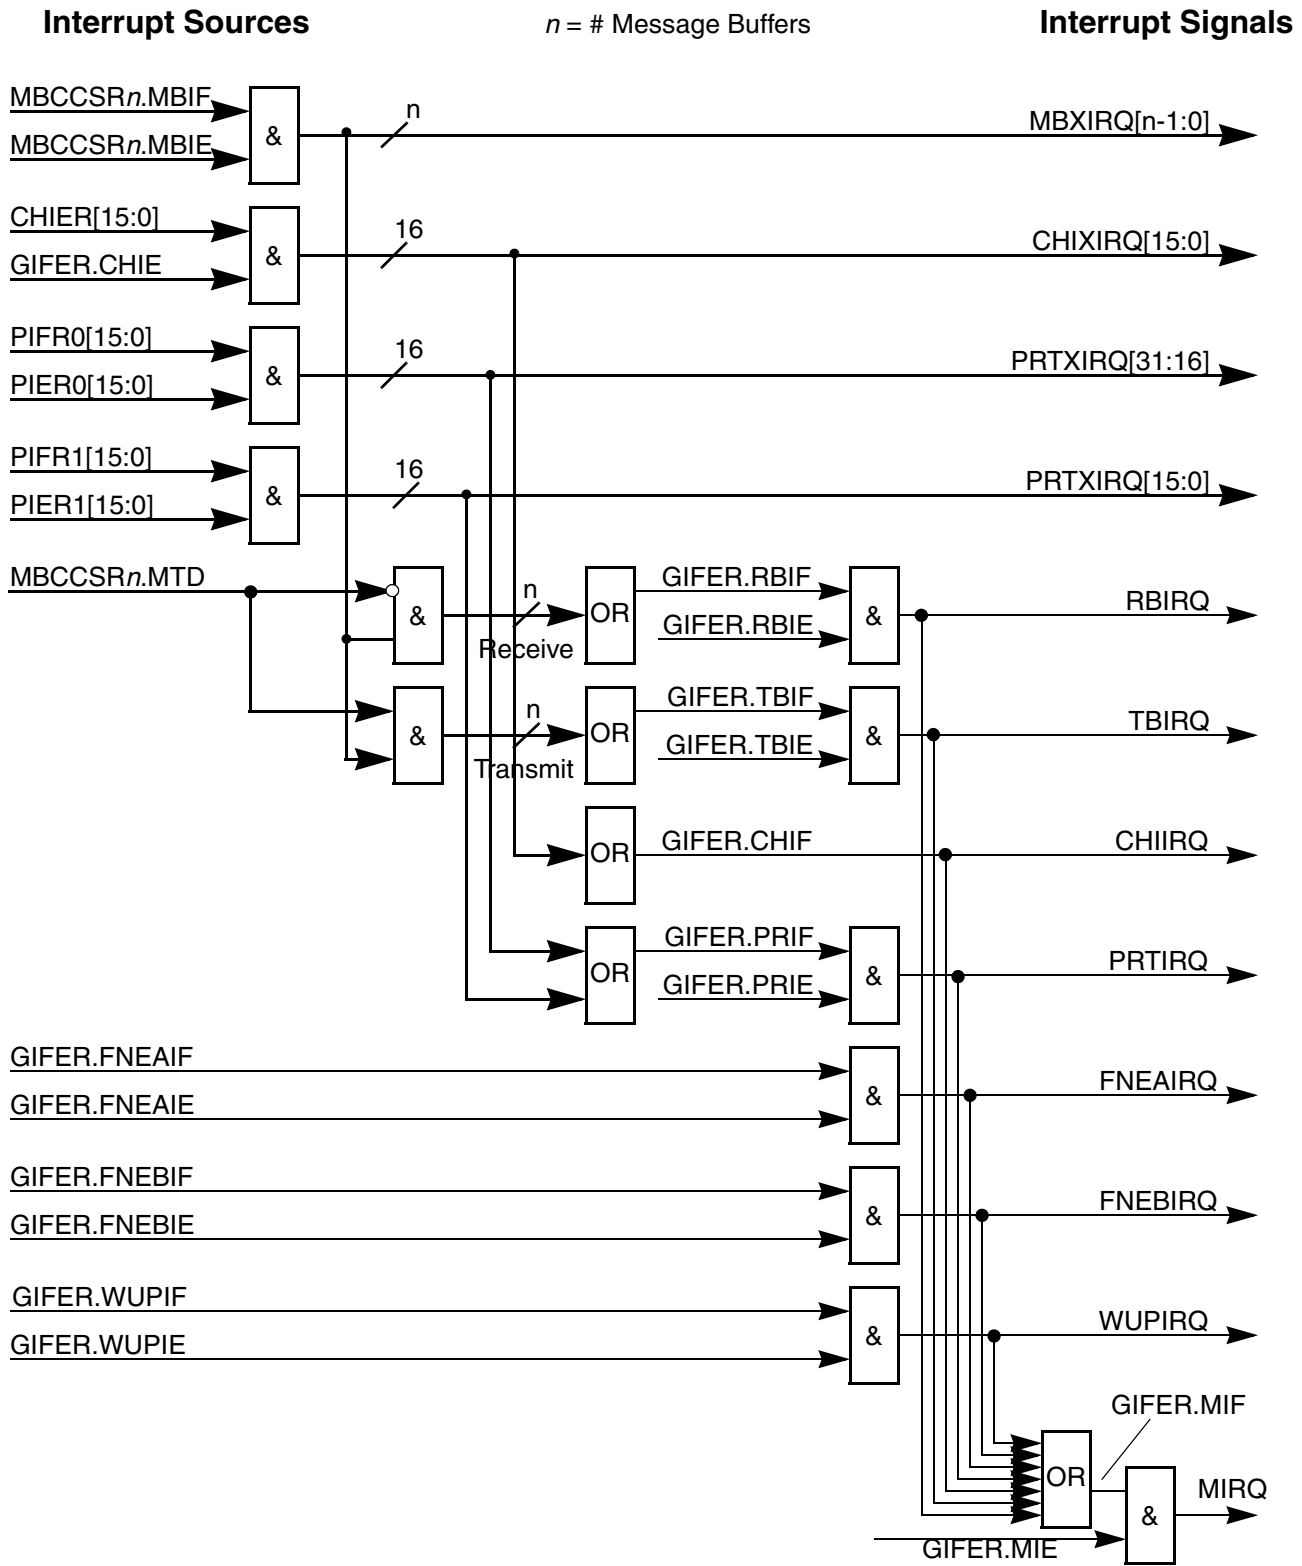 Interrupt Sources
n = # Message Buffers
Interrupt Signals
MBCCSRn.MBIF
MBCCSRn.MBIE
&
n
MBXIRQ[n-1:0]
CHIER[15:0]
GIFER.CHIE
&
16
CHIXIRQ[15:0]
PIFR0[15:0]
PIER0[15:0]
&
16
PRTXIRQ[31:16]
PIFR1[15:0]
PIER1[15:0]
&
16
PRTXIRQ[15:0]
MBCCSRn.MTD
&
n
Receive
OR
GIFER.RBIF
GIFER.RBIE
&
RBIRQ
&
n
Transmit
OR
GIFER.TBIF
GIFER.TBIE
&
TBIRQ
OR
GIFER.CHIF
CHIIRQ
OR
GIFER.PRIF
GIFER.PRIE
&
PRTIRQ
GIFER.FNEAIF
GIFER.FNEAIE
&
FNEAIRQ
GIFER.FNEBIF
GIFER.FNEBIE
&
FNEBIRQ
GIFER.WUPIF
GIFER.WUPIE
&
WUPIRQ
GIFER.MIF
OR
GIFER.MIE
&
MIRQ